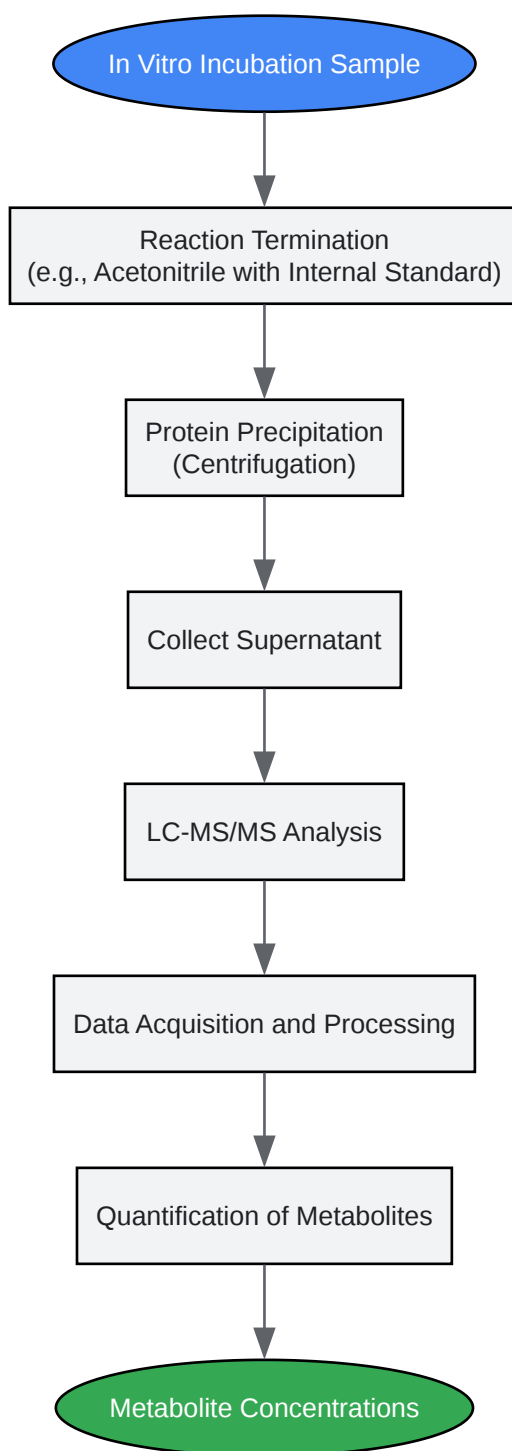 In Vitro Incubation Sample
Reaction Termination
(e.g., Acetonitrile with Internal Standard)
Protein Precipitation
(Centrifugation)
Collect Supernatant
LC-MS/MS Analysis
Data Acquisition and Processing
Quantification of Metabolites
Metabolite Concentrations